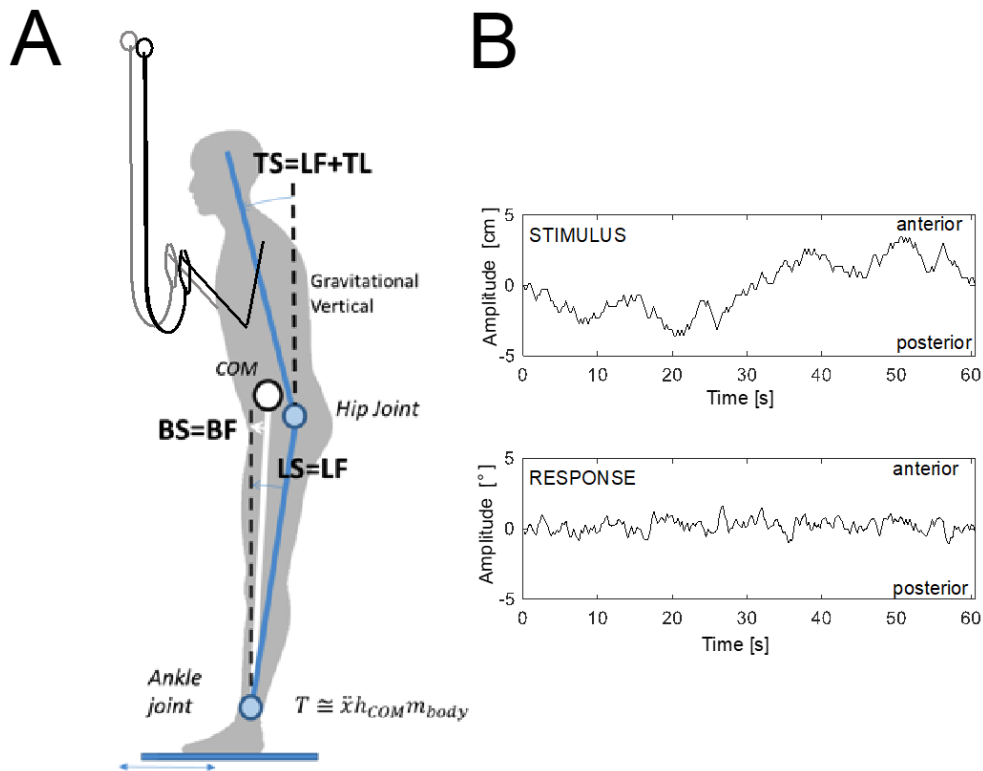 A
TS=LF+TL
Gravitational
Vertical
COM
Hip Joint
BS=BF
LS=LF
Ankle
joint
T ≅ ẍh_COM m_body
B
5
0
-5
Amplitude [cm]
STIMULUS
anterior
posterior
0 10 20 30 40 50 60
Time [s]
5
0
-5
Amplitude [°]
RESPONSE
anterior
posterior
0 10 20 30 40 50 60
Time [s]